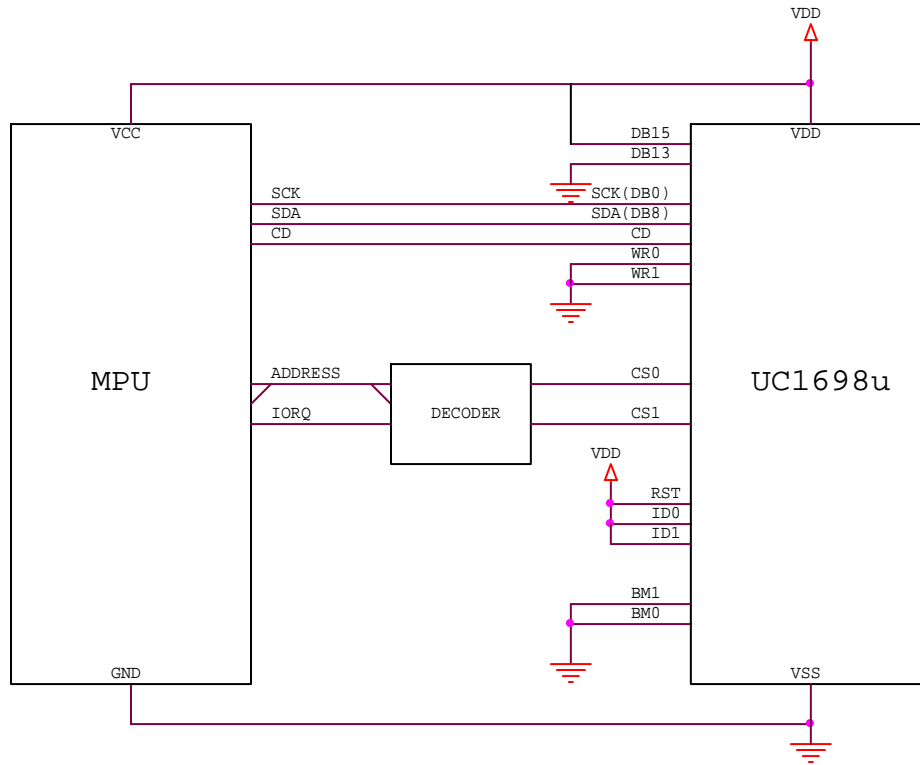 VDD
VCC
VDD
DB15
DB13
SCK
SCK(DB0)
SDA
SDA(DB8)
CD
CD
WR0
WR1
MPU
ADDRESS
CS0
UC1698u
IORQ
DECODER
CS1
VDD
RST
ID0
ID1
BM1
BM0
GND
VSS